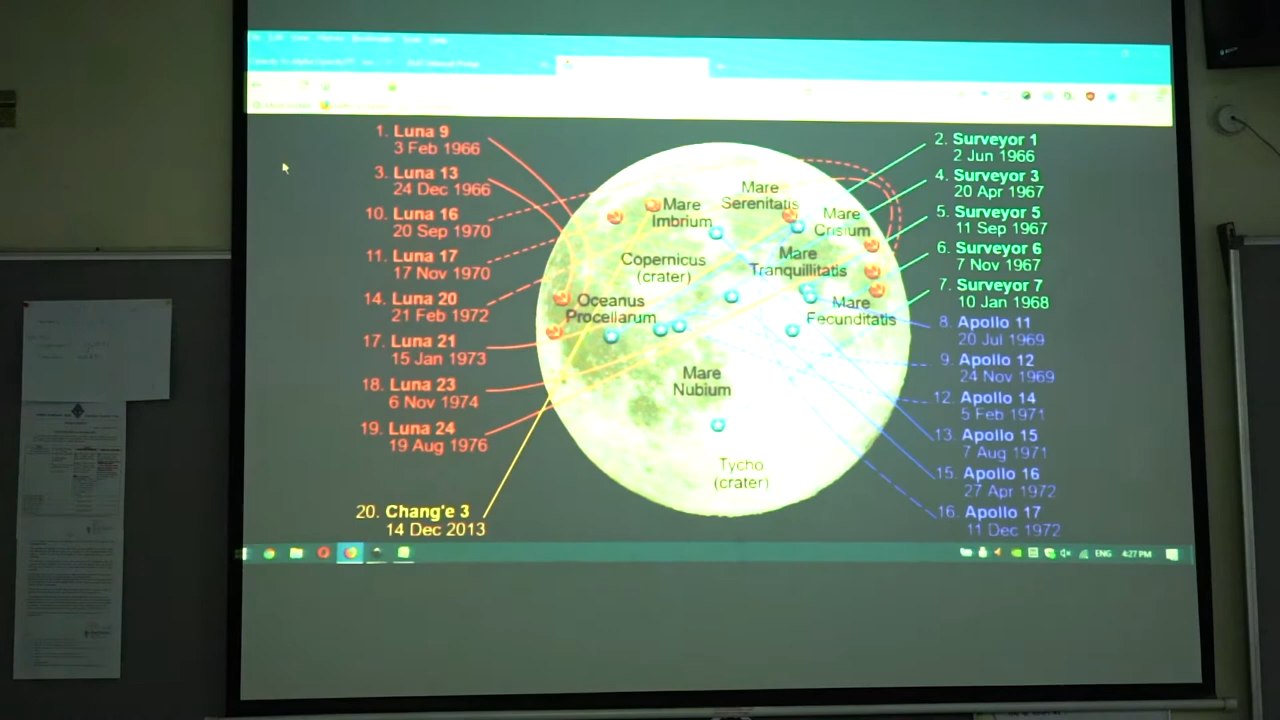 1. Luna 9
3 Feb 1966
3. Luna 13
24 Dec 1966
10. Luna 16
20 Sep 1970
11. Luna 17
17 Nov 1970
14. Luna 20
21 Feb 1972
17. Luna 21
15 Jan 1973
18. Luna 23
6 Nov 1974
19. Luna 24
19 Aug 1976
20. Chang'e 3
14 Dec 2013
Mare
Imbrium
Mare
Serenitatis
Mare
Crisium
Copernicus
(crater)
Mare
Tranquillitatis
Oceanus
Procellarum
Mare
Fecunditatis
Mare
Nubium
Tycho
(crater)
2. Surveyor 1
2 Jun 1966
4. Surveyor 3
20 Apr 1967
5. Surveyor 5
11 Sep 1967
6. Surveyor 6
7 Nov 1967
7. Surveyor 7
10 Jan 1968
8. Apollo 11
20 Jul 1969
9. Apollo 12
24 Nov 1969
12. Apollo 14
5 Feb 1971
13. Apollo 15
7 Aug 1971
15. Apollo 16
27 Apr 1972
16. Apollo 17
11 Dec 1972
ENG 4:27 PM